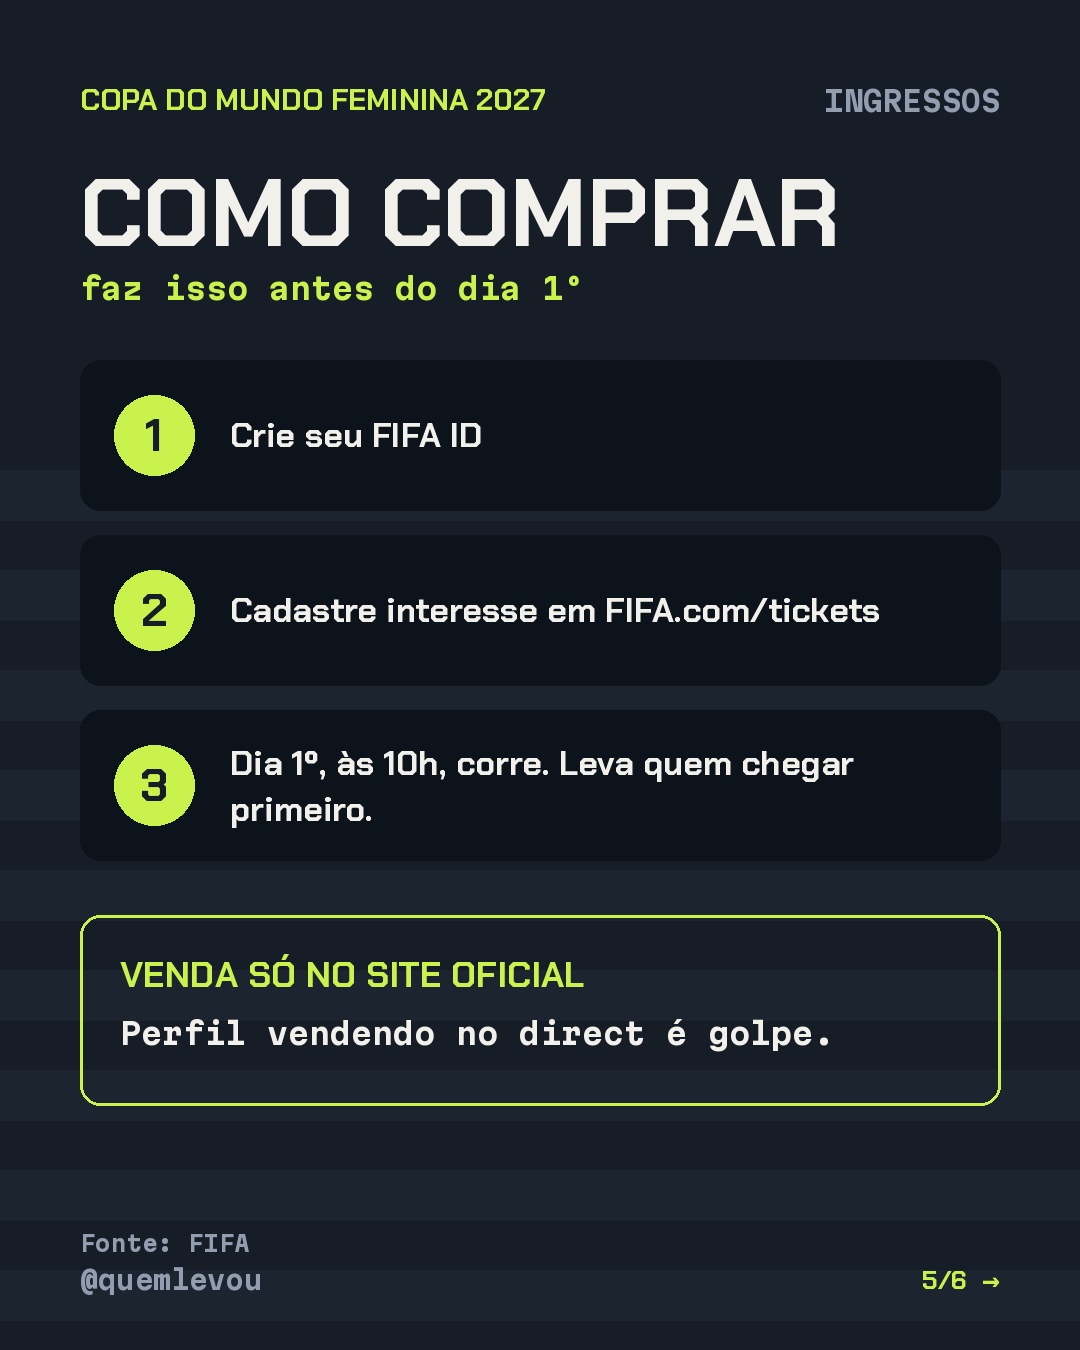 COPA DO MUNDO FEMININA 2027
INGRESSOS
COMO COMPRAR
faz isso antes do dia 1º
1
Crie seu FIFA ID
2
Cadastre interesse em FIFA.com/tickets
3
Dia 1º, às 10h, corre. Leva quem chegar
primeiro.
VENDA SÓ NO SITE OFICIAL
Perfil vendendo no direct é golpe.
Fonte: FIFA
@quemlevou
5/6 →